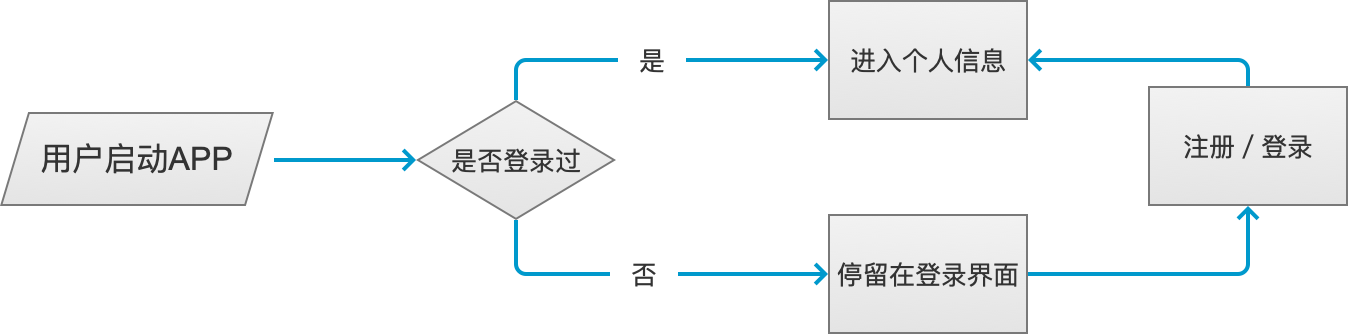 用户启动APP
是否登录过
是
进入个人信息
否
停留在登录界面
注册 / 登录